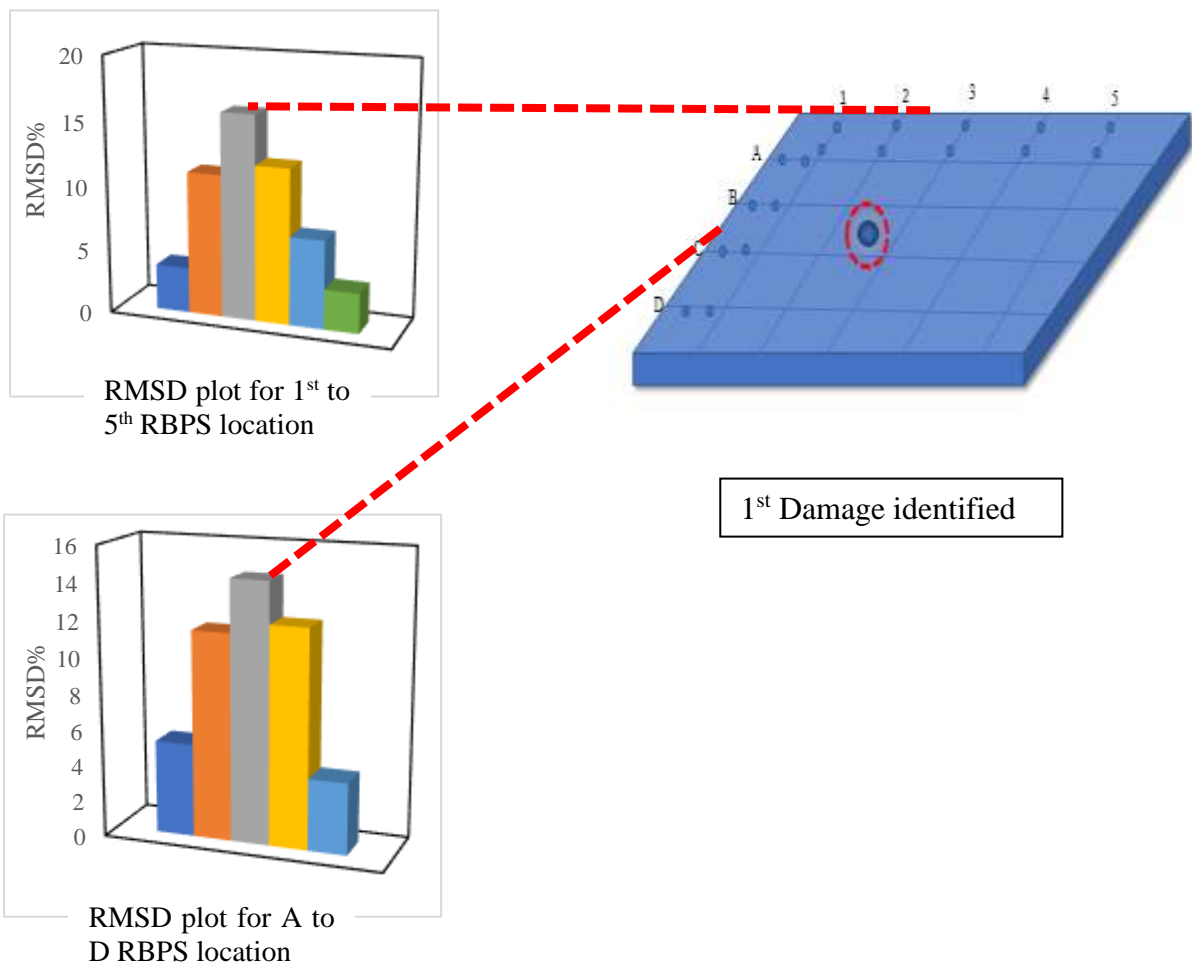 20
15
10
5
0
RMSD%
RMSD plot for 1st to
5th RBPS location
1 2 3 4 5
A
B
C
D
1st Damage identified
16
14
12
10
8
6
4
2
0
RMSD%
RMSD plot for A to
D RBPS location